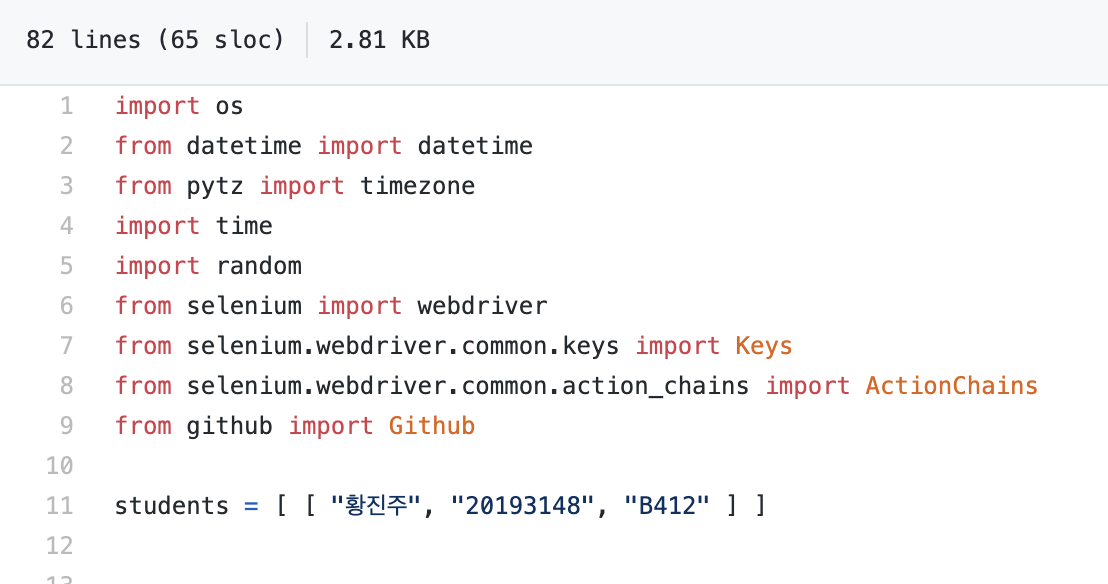 82 lines (65 sloc) 2.81 KB
1 import os
2 from datetime import datetime
3 from pytz import timezone
4 import time
5 import random
6 from selenium import webdriver
7 from selenium.webdriver.common.keys import Keys
8 from selenium.webdriver.common.action_chains import ActionChains
9 from github import Github
10
11 students = [ [ "황진주", "20193148", "B412" ] ]
12
13